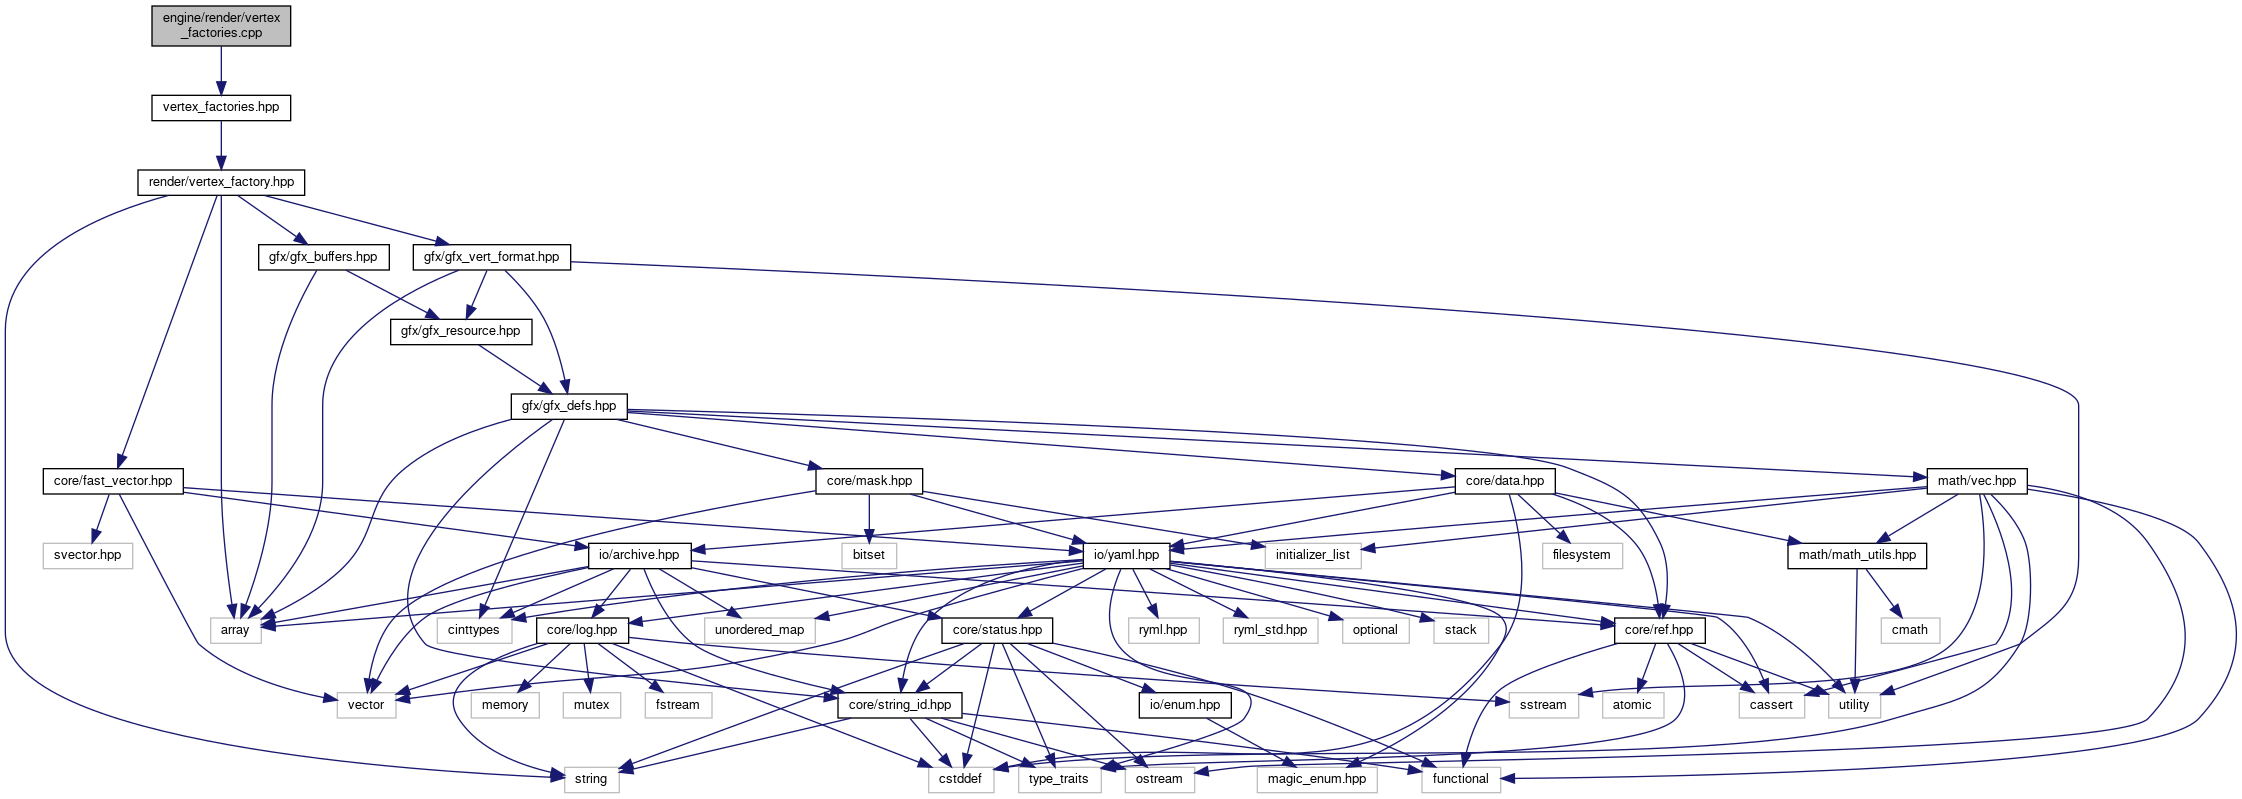 engine/render/vertex
_factories.cpp
vertex_factories.hpp
render/vertex_factory.hpp
gfx/gfx_buffers.hpp
gfx/gfx_vert_format.hpp
gfx/gfx_resource.hpp
gfx/gfx_defs.hpp
core/fast_vector.hpp
core/mask.hpp
core/data.hpp
math/vec.hpp
svector.hpp
io/archive.hpp
bitset
io/yaml.hpp
initializer_list
filesystem
math/math_utils.hpp
array
cinttypes
core/log.hpp
unordered_map
core/status.hpp
ryml.hpp
ryml_std.hpp
optional
stack
core/ref.hpp
cmath
vector
memory
mutex
fstream
core/string_id.hpp
io/enum.hpp
sstream
atomic
cassert
utility
string
cstddef
type_traits
ostream
magic_enum.hpp
functional